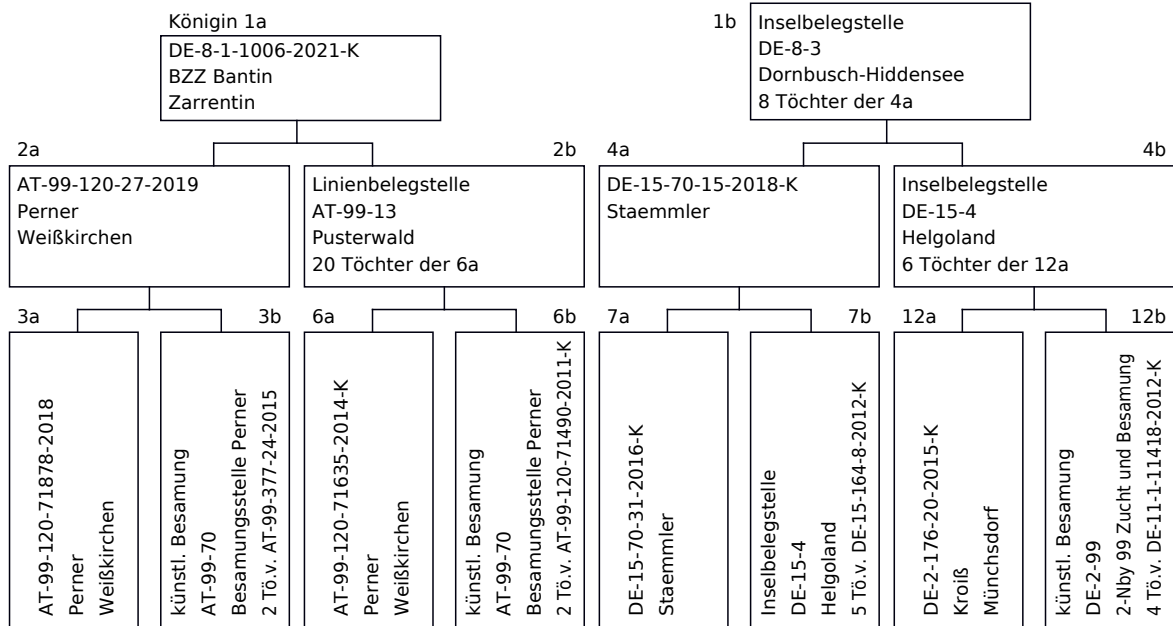 Königin 1a
DE-8-1-1006-2021-K
BZZ Bantin
Zarrentin
1b
Inselbelegstelle
DE-8-3
Dornbusch-Hiddensee
8 Töchter der 4a
2a
AT-99-120-27-2019
Perner
Weißkirchen
2b
Linienbelegstelle
AT-99-13
Pusterwald
20 Töchter der 6a
4a
DE-15-70-15-2018-K
Staemmler
4b
Inselbelegstelle
DE-15-4
Helgoland
6 Töchter der 12a
3a
AT-99-120-71878-2018
Perner
Weißkirchen
3b
künstl. Besamung
AT-99-70
Besamungsstelle Perner
2 Tö.v. AT-99-377-24-2015
6a
AT-99-120-71635-2014-K
Perner
Weißkirchen
6b
künstl. Besamung
AT-99-70
Besamungsstelle Perner
2 Tö.v. AT-99-120-71490-2011-K
7a
DE-15-70-31-2016-K
Staemmler
7b
Inselbelegstelle
DE-15-4
Helgoland
5 Tö.v. DE-15-164-8-2012-K
12a
DE-2-176-20-2015-K
Kroiß
Münchsdorf
12b
künstl. Besamung
DE-2-99
2-Nby 99 Zucht und Besamung
4 Tö.v. DE-11-1-11418-2012-K